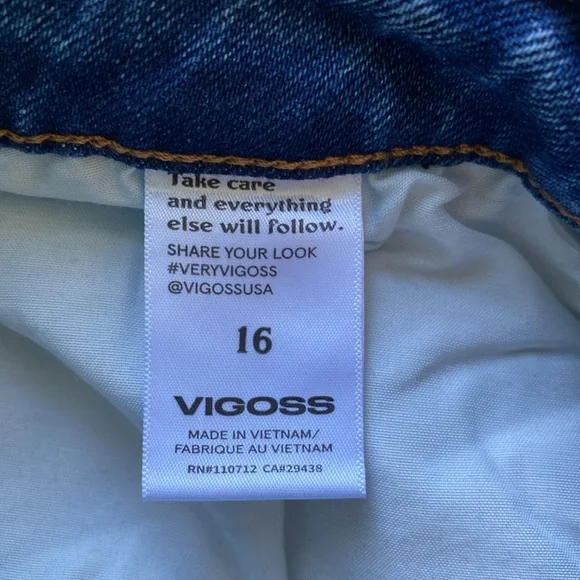 Take care
and everything
else will follow.
SHARE YOUR LOOK
#VERYVIGOSS
@VIGOSSUSA
16
VIGOSS
MADE IN VIETNAM/
FABRIQUE AU VIETNAM
RN#110712 CA#29438